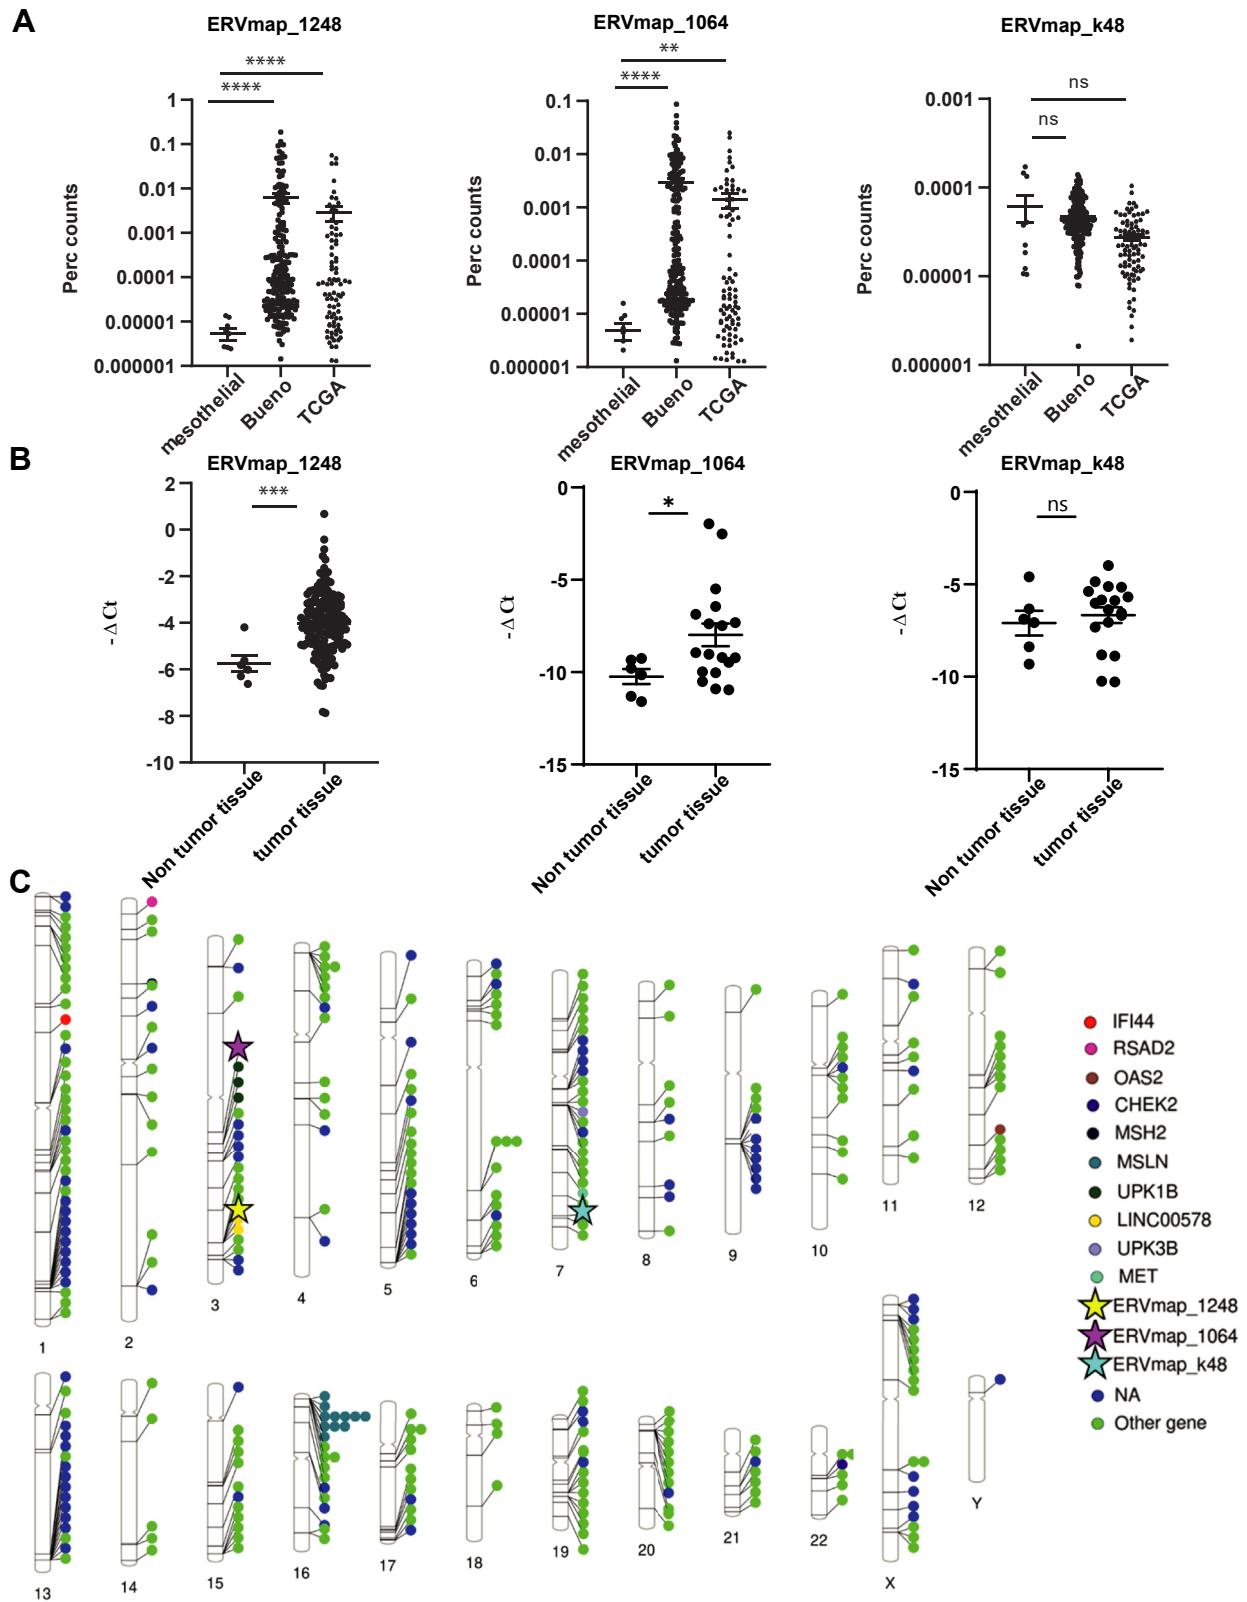 A
ERVmap_1248
ERVmap_1064
ERVmap_k48
****
****
**
****
ns
ns
Perc counts
1
0.1
0.01
0.001
0.0001
0.00001
0.000001
mesothelial
Bueno
TCGA
Perc counts
0.1
0.01
0.001
0.0001
0.00001
0.000001
mesothelial
Bueno
TCGA
Perc counts
0.001
0.0001
0.00001
0.000001
mesothelial
Bueno
TCGA
B
ERVmap_1248
ERVmap_1064
ERVmap_k48
***
*
ns
-Δ Ct
2
0
-2
-4
-6
-8
-10
Non tumor tissue
tumor tissue
-Δ Ct
0
-5
-10
-15
Non tumor tissue
tumor tissue
-Δ Ct
0
-5
-10
-15
Non tumor tissue
tumor tissue
C
1
2
3
4
5
6
7
8
9
10
11
12
13
14
15
16
17
18
19
20
21
22
X
Y
IFI44
RSAD2
OAS2
CHEK2
MSH2
MSLN
UPK1B
LINC00578
UPK3B
MET
ERVmap_1248
ERVmap_1064
ERVmap_k48
NA
Other gene